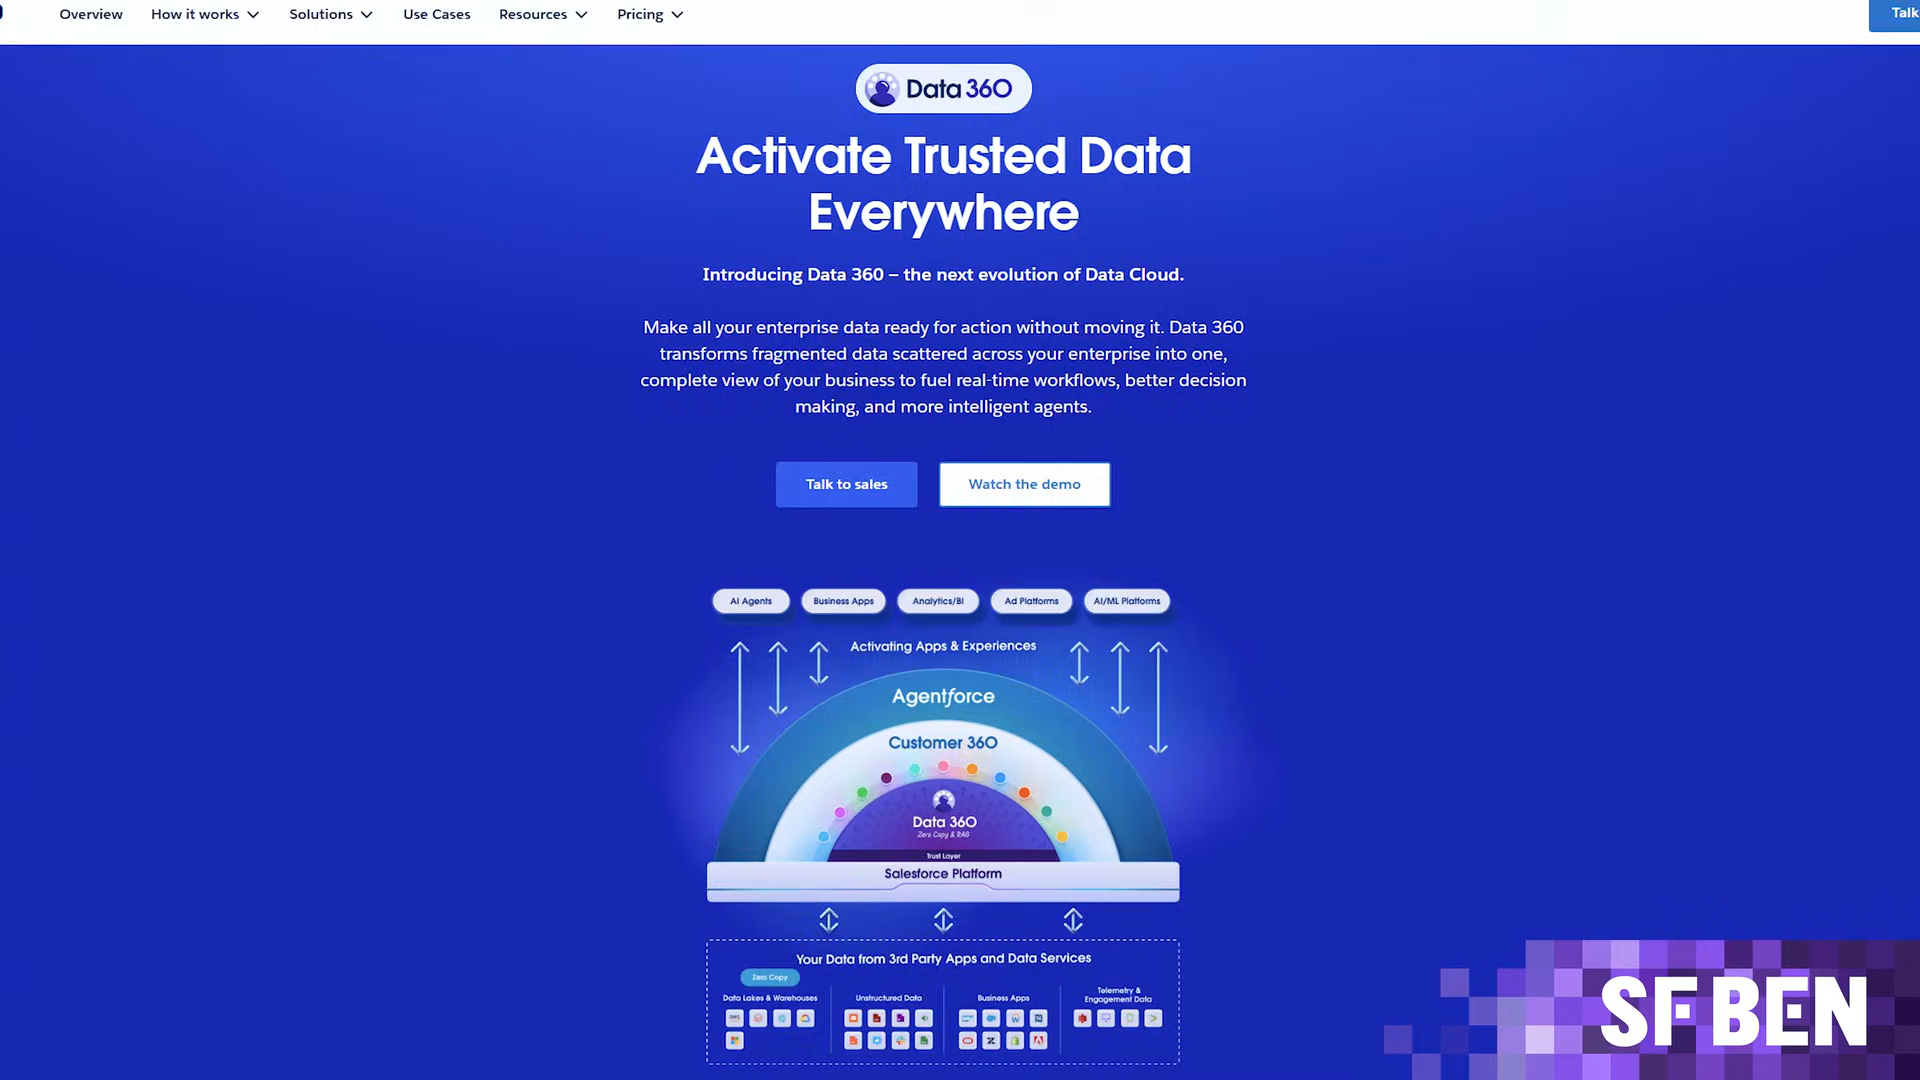 Overview How it works Solutions Use Cases Resources Pricing Talk
Data 360
Activate Trusted Data
Everywhere
Introducing Data 360 – the next evolution of Data Cloud.
Make all your enterprise data ready for action without moving it. Data 360
transforms fragmented data scattered across your enterprise into one,
complete view of your business to fuel real-time workflows, better decision
making, and more intelligent agents.
Talk to sales Watch the demo
AI Agents Business Apps Analytics/BI Ad Platforms AI/ML Platforms
Activating Apps & Experiences
Agentforce
Customer 360
Data 360
Zero Copy & RAG
Trust Layer
Salesforce Platform
Your Data from 3rd Party Apps and Data Services
Zero Copy
Data Lakes & Warehouses Unstructured Data Business Apps Telemetry &
Engagement Data
SF BEN